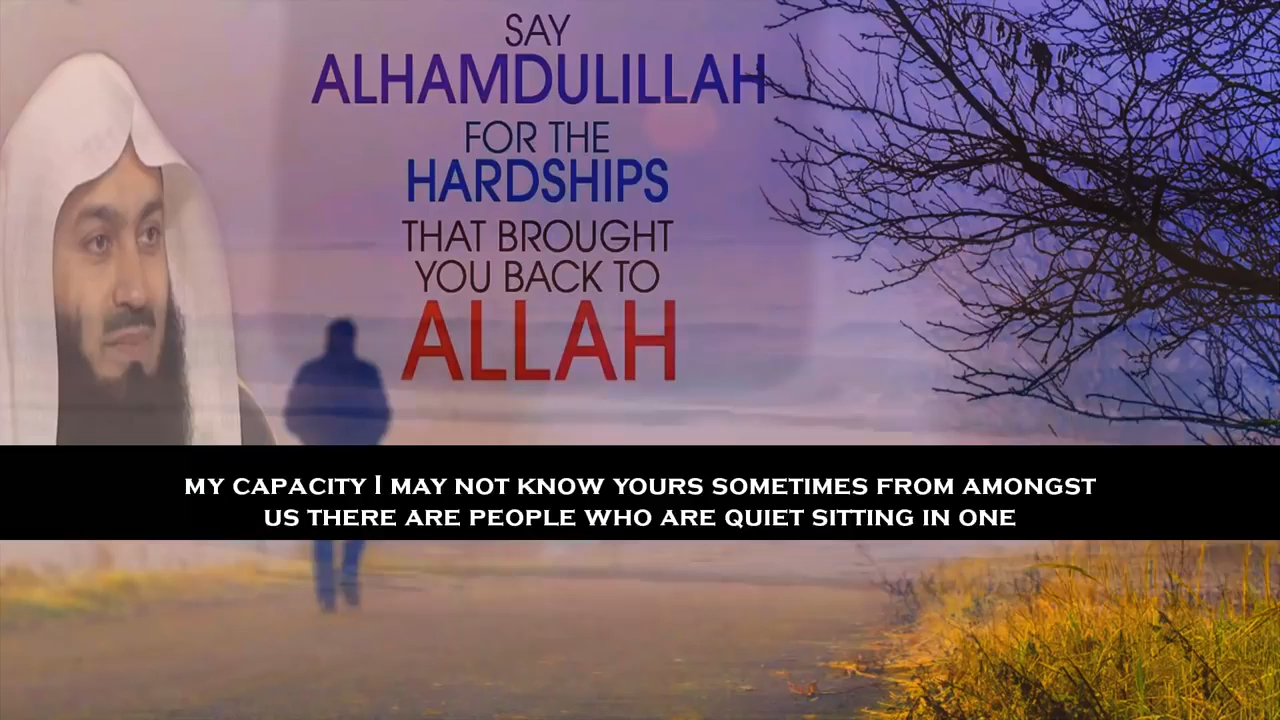 SAY
ALHAMDULILLAH
FOR THE
HARDSHIPS
THAT BROUGHT
YOU BACK TO
ALLAH
MY CAPACITY I MAY NOT KNOW YOURS SOMETIMES FROM AMONGST
US THERE ARE PEOPLE WHO ARE QUIET SITTING IN ONE